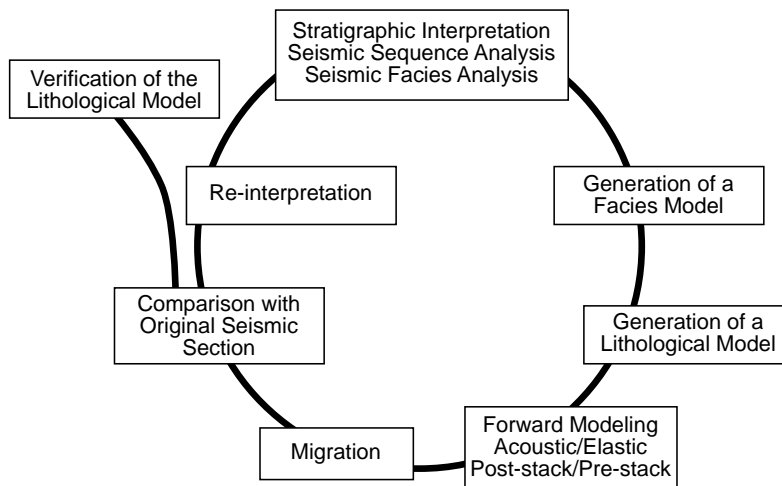 Stratigraphic Interpretation
Seismic Sequence Analysis
Seismic Facies Analysis
Verification of the
Lithological Model
Re-interpretation
Generation of a
Facies Model
Comparison with
Original Seismic
Section
Generation of a
Lithological Model
Forward Modeling
Acoustic/Elastic
Post-stack/Pre-stack
Migration